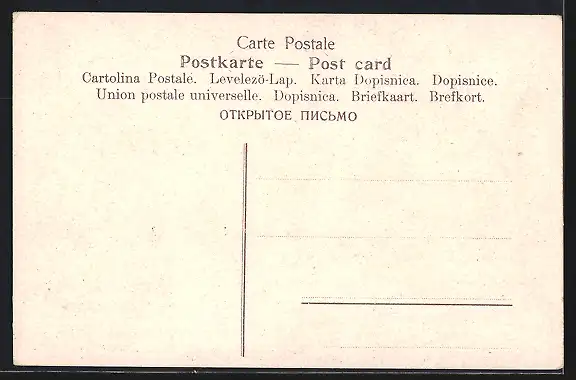 Carte Postale
Postkarte — Post card
Cartolina Postale. Levelezö-Lap. Karta Dopisnica. Dopisnice.
Union postale universelle. Dopisnica. Briefkaart. Brefkort.
ОТКРЫТОЕ ПИСЬМО